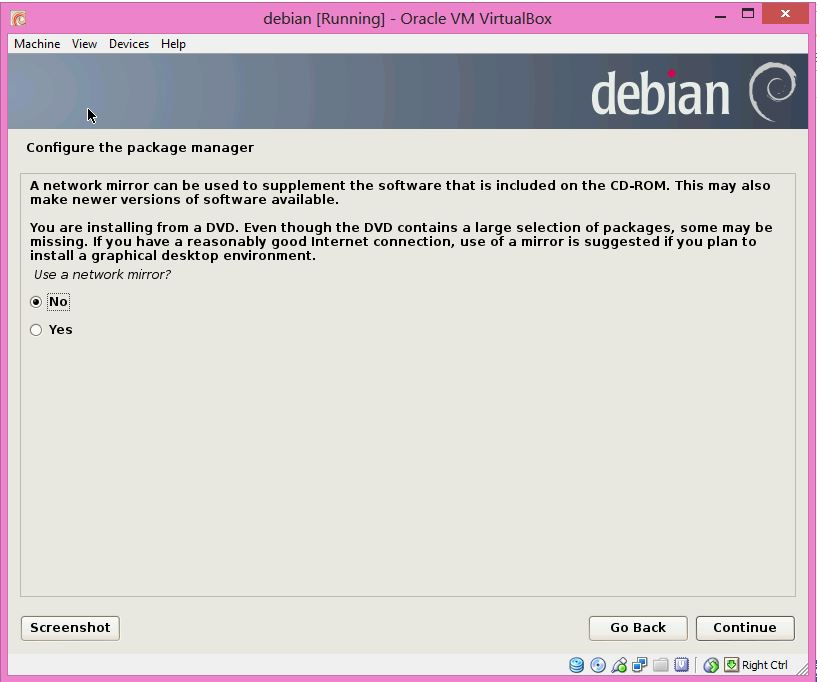 debian [Running] - Oracle VM VirtualBox
Machine View Devices Help
debian
Configure the package manager
A network mirror can be used to supplement the software that is included on the CD-ROM. This may also
make newer versions of software available.
You are installing from a DVD. Even though the DVD contains a large selection of packages, some may be
missing. If you have a reasonably good Internet connection, use of a mirror is suggested if you plan to
install a graphical desktop environment.
Use a network mirror?
No
Yes
Screenshot
Go Back
Continue
Right Ctrl